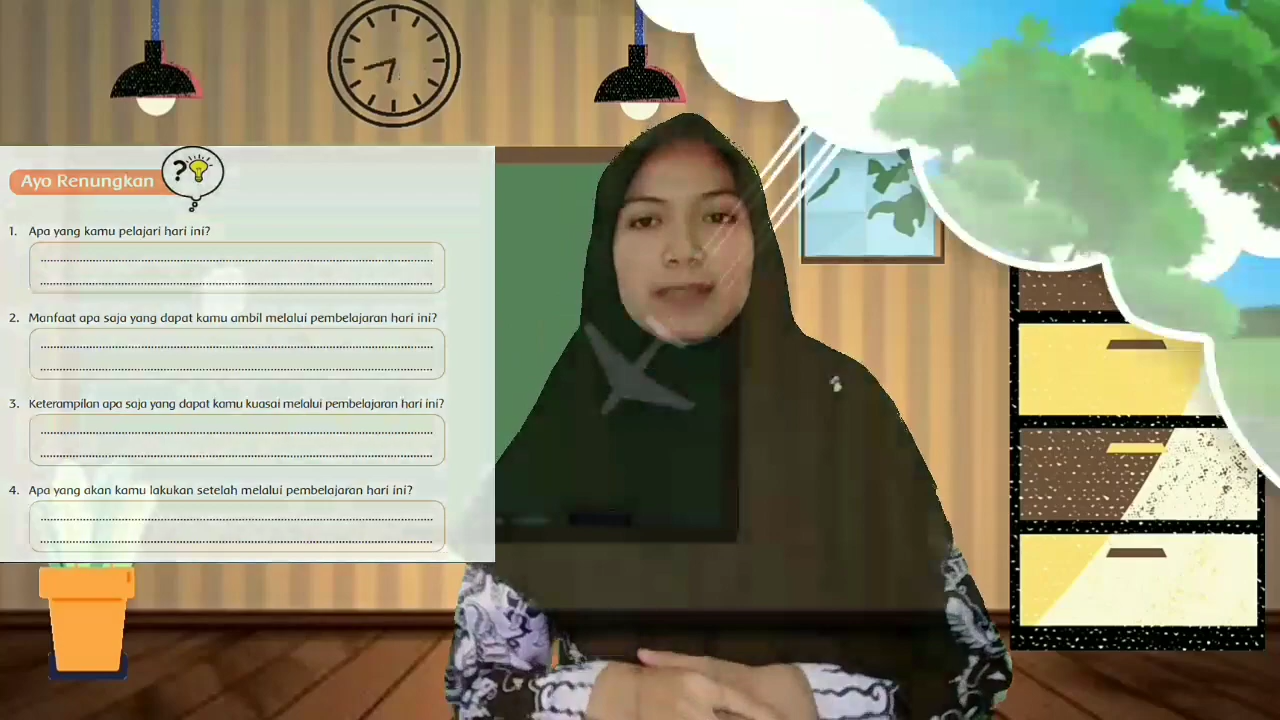 Ayo Renungkan
1. Apa yang kamu pelajari hari ini?
2. Manfaat apa saja yang dapat kamu ambil melalui pembelajaran hari ini?
3. Keterampilan apa saja yang dapat kamu kuasai melalui pembelajaran hari ini?
4. Apa yang akan kamu lakukan setelah melalui pembelajaran hari ini?